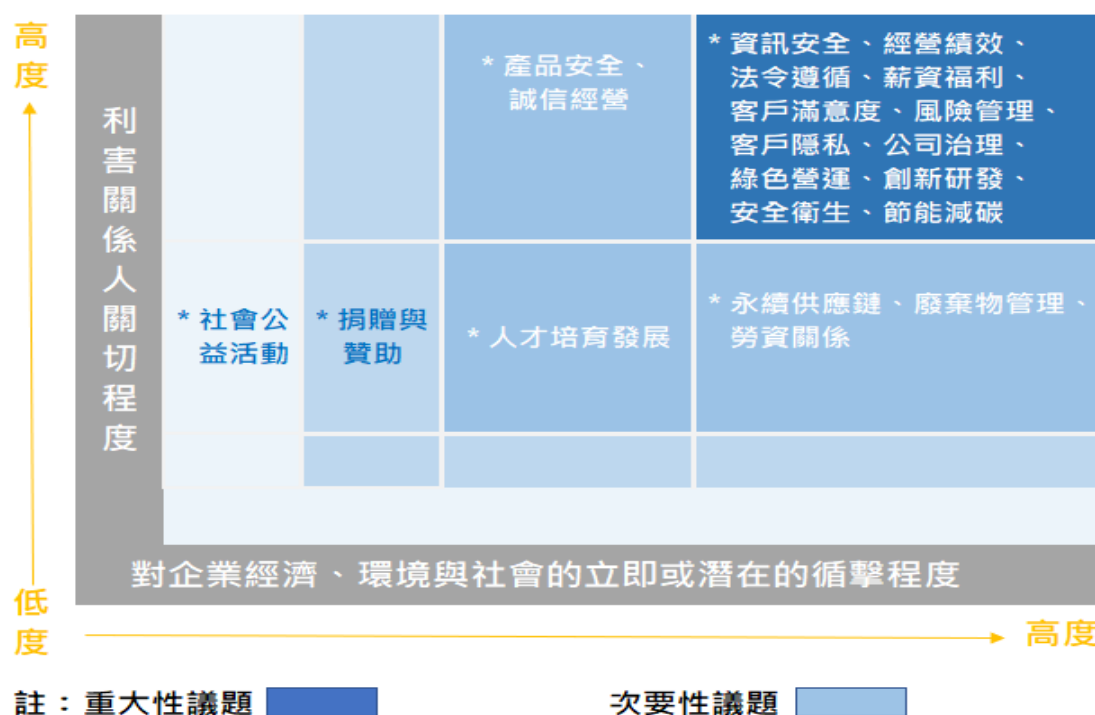 高度
利害關係人關切程度
* 產品安全、
誠信經營
* 資訊安全、經營績效、
法令遵循、薪資福利、
客戶滿意度、風險管理、
客戶隱私、公司治理、
綠色營運、創新研發、
安全衛生、節能減碳
* 社會公
益活動
* 捐贈與
贊助
* 人才培育發展
* 永續供應鏈、廢棄物管理、
勞資關係
對企業經濟、環境與社會的立即或潛在的循擊程度
低度
高度
註：重大性議題
次要性議題